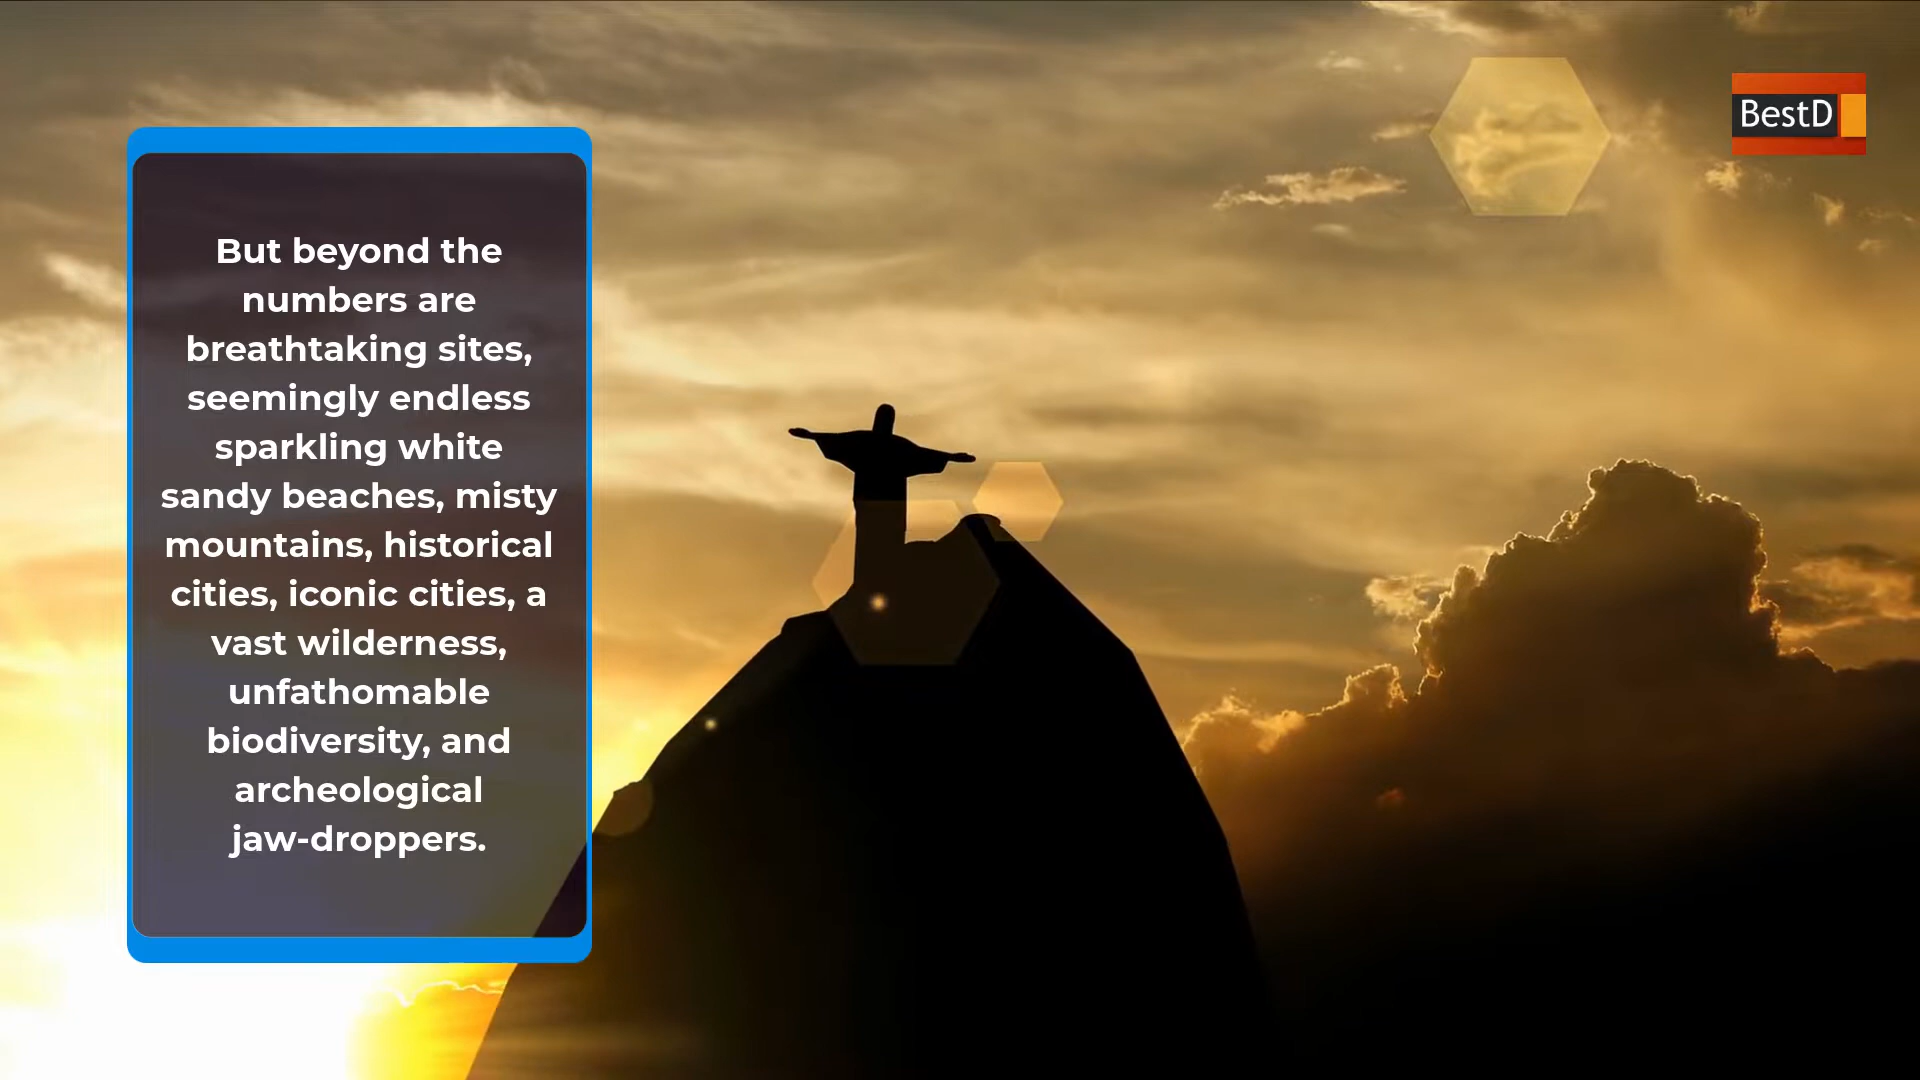 But beyond the
numbers are
breathtaking sites,
seemingly endless
sparkling white
sandy beaches, misty
mountains, historical
cities, iconic cities, a
vast wilderness,
unfathomable
biodiversity, and
archeological
jaw-droppers.
BestD